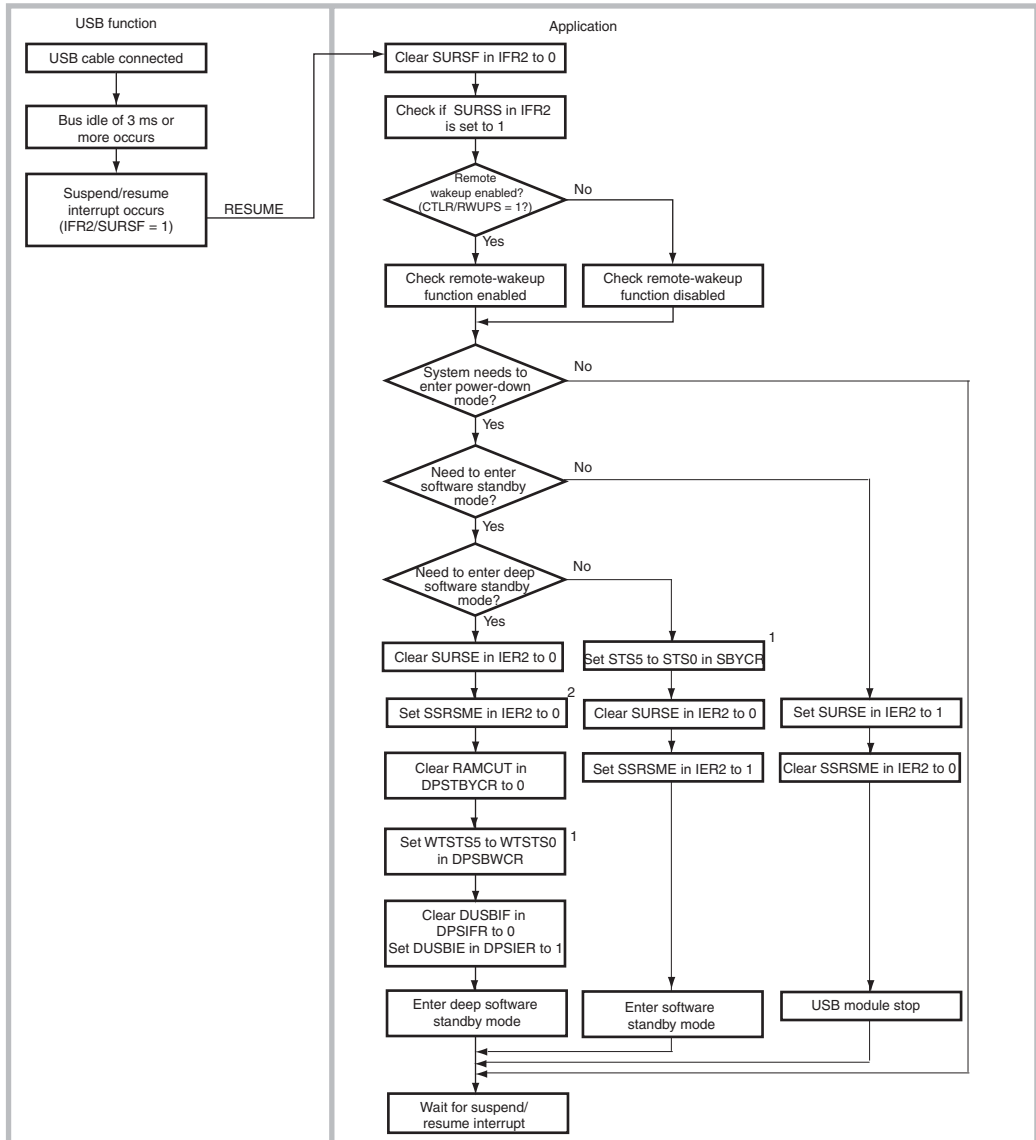 USB function
USB cable connected
Bus idle of 3 ms or
more occurs
Suspend/resume
interrupt occurs
(IFR2/SURSF = 1)
RESUME
Application
Clear SURSF in IFR2 to 0
Check if SURSS in IFR2
is set to 1
Remote
wakeup enabled?
(CTLR/RWUPS = 1?)
No
Yes
Check remote-wakeup
function enabled
Check remote-wakeup
function disabled
System needs to
enter power-down
mode?
No
Yes
Need to enter
software standby
mode?
No
Yes
Need to enter deep
software standby
mode?
No
Yes
Clear SURSE in IER2 to 0
2
Set SSRSME in IER2 to 0
Clear RAMCUT in
DPSTBYCR to 0
Set WTSTS5 to WTSTS0
in DPSBWCR
1
Clear DUSBIF in
DPSIFR to 0
Set DUSBIE in DPSIER to 1
Enter deep software
standby mode
1
Set STS5 to STS0 in SBYCR
Clear SURSE in IER2 to 0
Set SSRSME in IER2 to 1
Enter software
standby mode
Set SURSE in IER2 to 1
Clear SSRSME in IER2 to 0
USB module stop
Wait for suspend/
resume interrupt